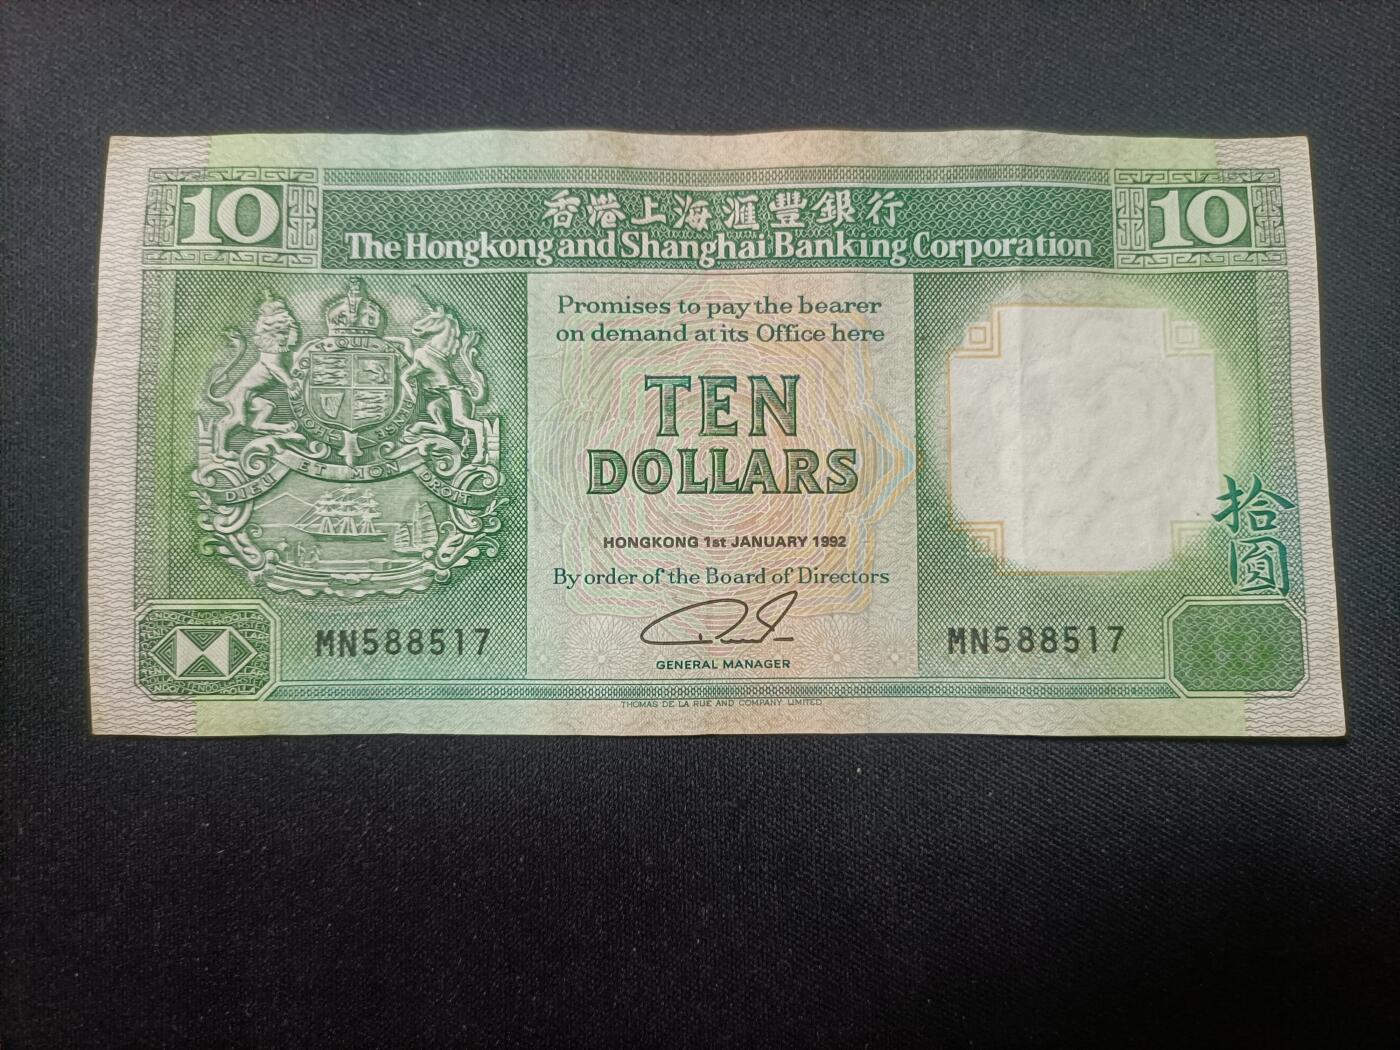 10
香港上海滙豐銀行
10
The Hongkong and Shanghai Banking Corporation
Promises to pay the bearer
on demand at its Office here
TEN
DOLLARS
HONGKONG 1st JANUARY 1992
By order of the Board of Directors
GENERAL MANAGER
QUI
DIEU ET MON DROIT
拾圓
MN588517
MN588517
THOMAS DE LA RUE AND COMPANY LIMITED